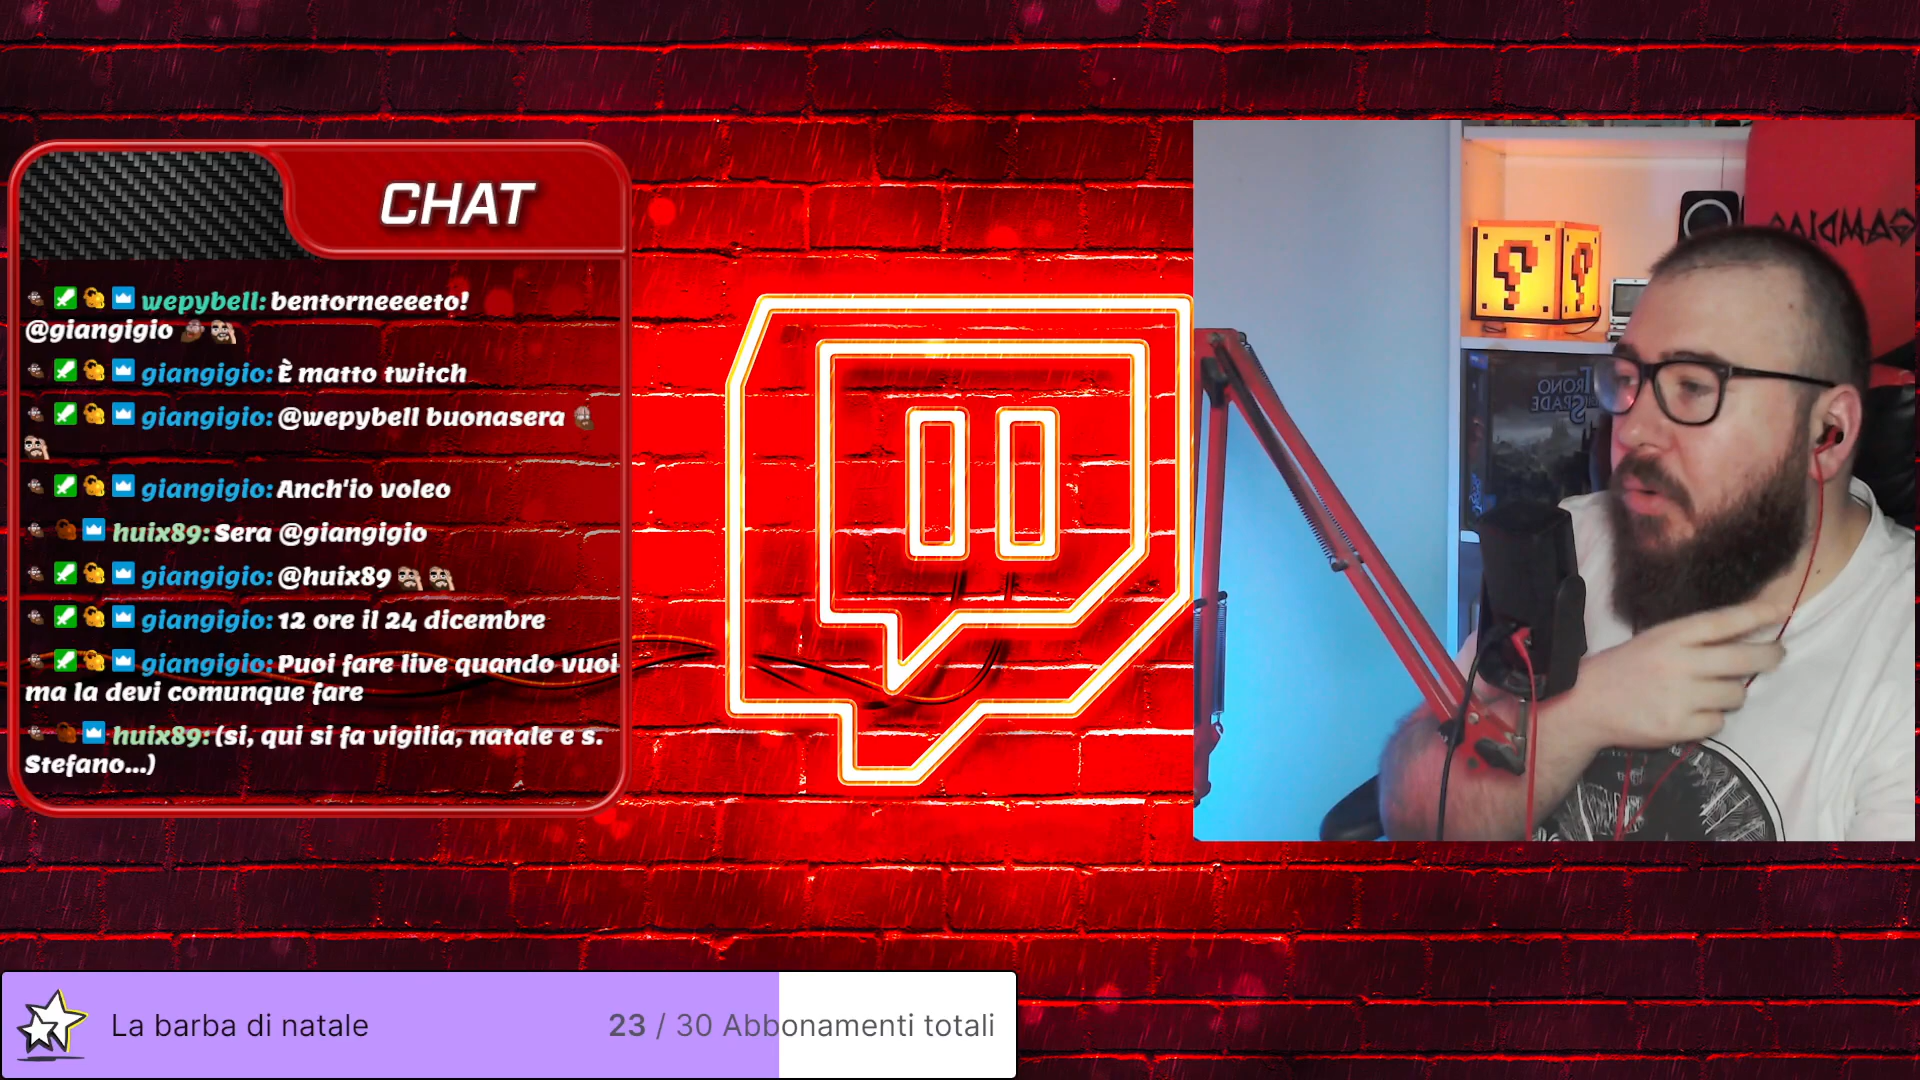 CHAT
wepybell: bentorneeeeto!
@giangigio
giangigio: È matto twitch
giangigio: @wepybell buonasera
giangigio: Anch'io voleo
huix89: Sera @giangigio
giangigio: @huix89
giangigio: 12 ore il 24 dicembre
giangigio: Puoi fare live quando vuoi
ma la devi comunque fare
huix89: (si, qui si fa vigilia, natale e s.
Stefano...)
?
?
TRONO
SPADE
La barba di natale
23 / 30 Abbonamenti totali